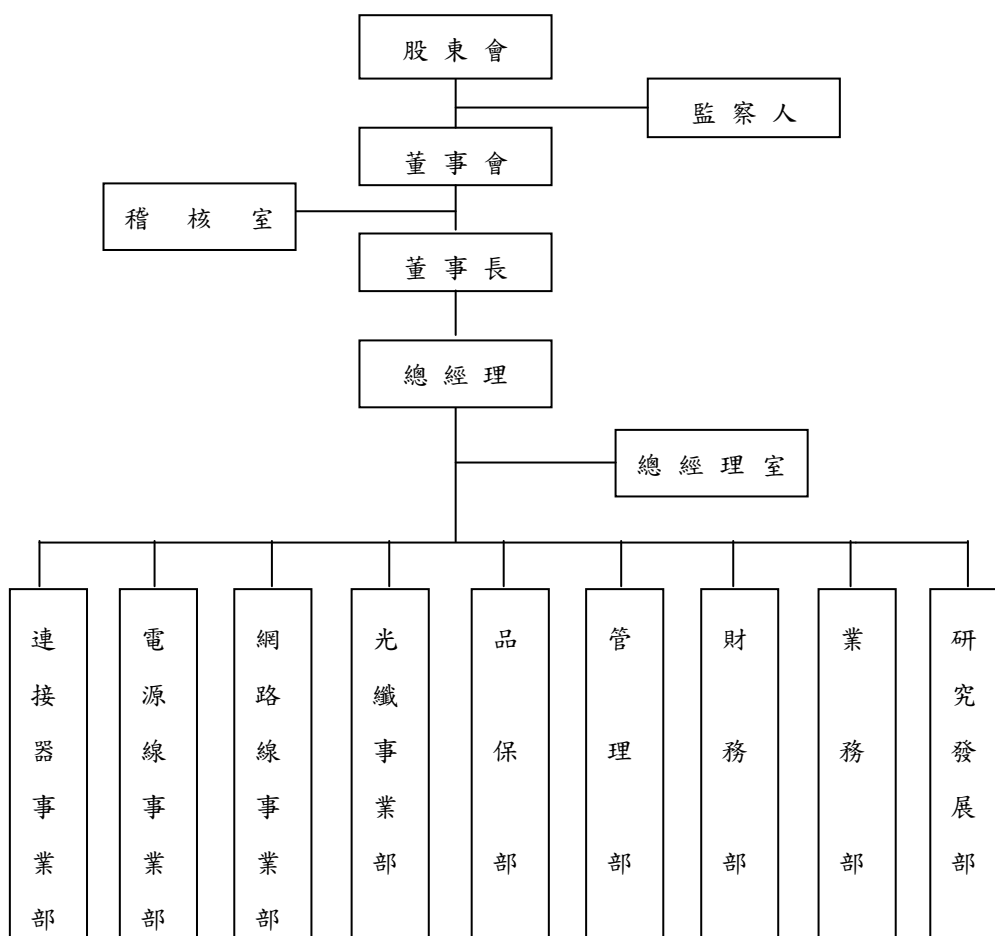 股東會
監察人
董事會
稽核室
董事長
總經理
總經理室
連接器事業部
電源線事業部
網路線事業部
光纖事業部
品保部
管理部
財務部
業務部
研究發展部